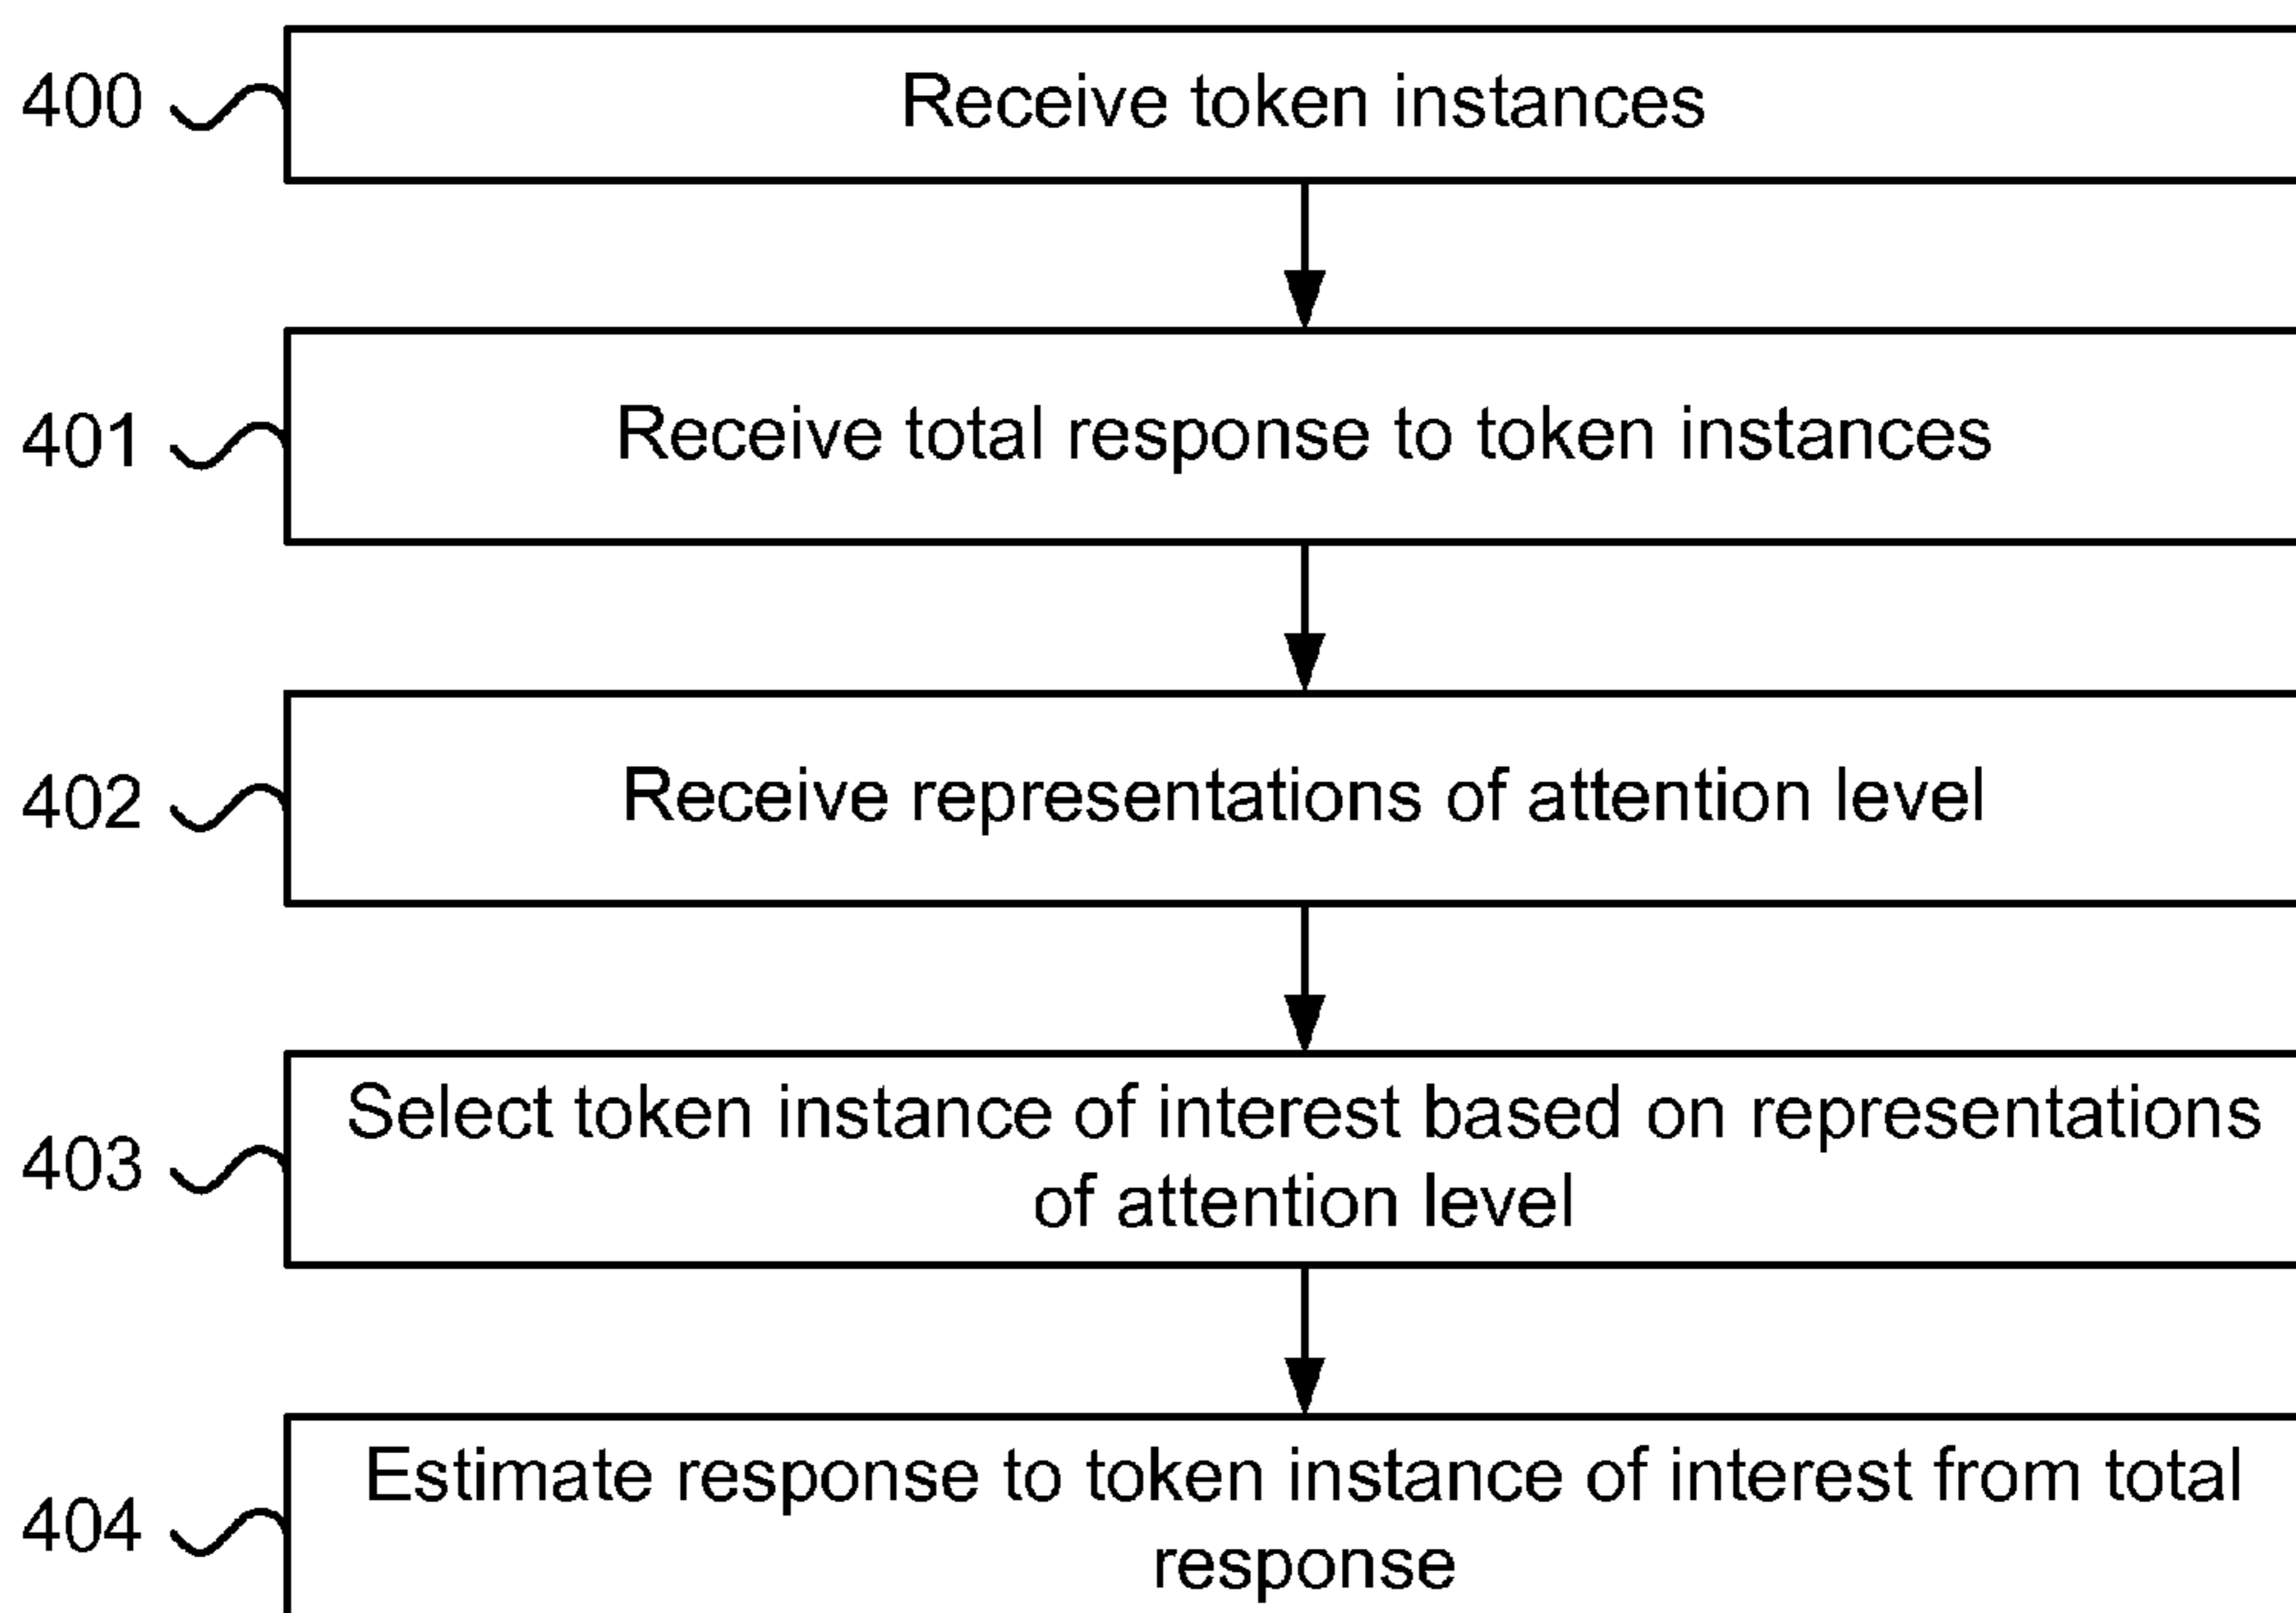 400
Receive token instances
401
Receive total response to token instances
402
Receive representations of attention level
403
Select token instance of interest based on representations
of attention level
404
Estimate response to token instance of interest from total
response